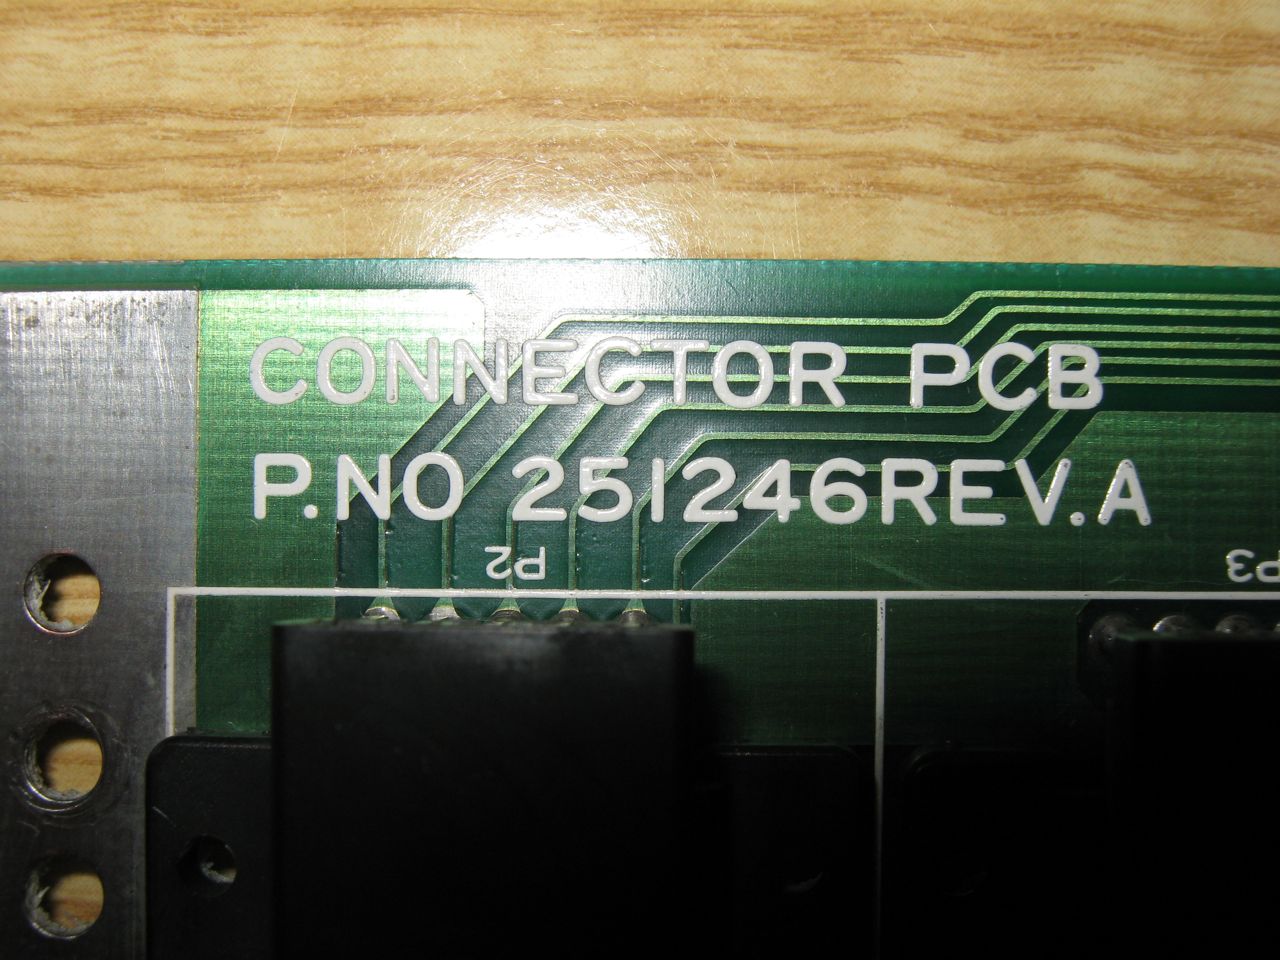 CONNECTOR PCB
P.NO 251246REV.A
P2
P3